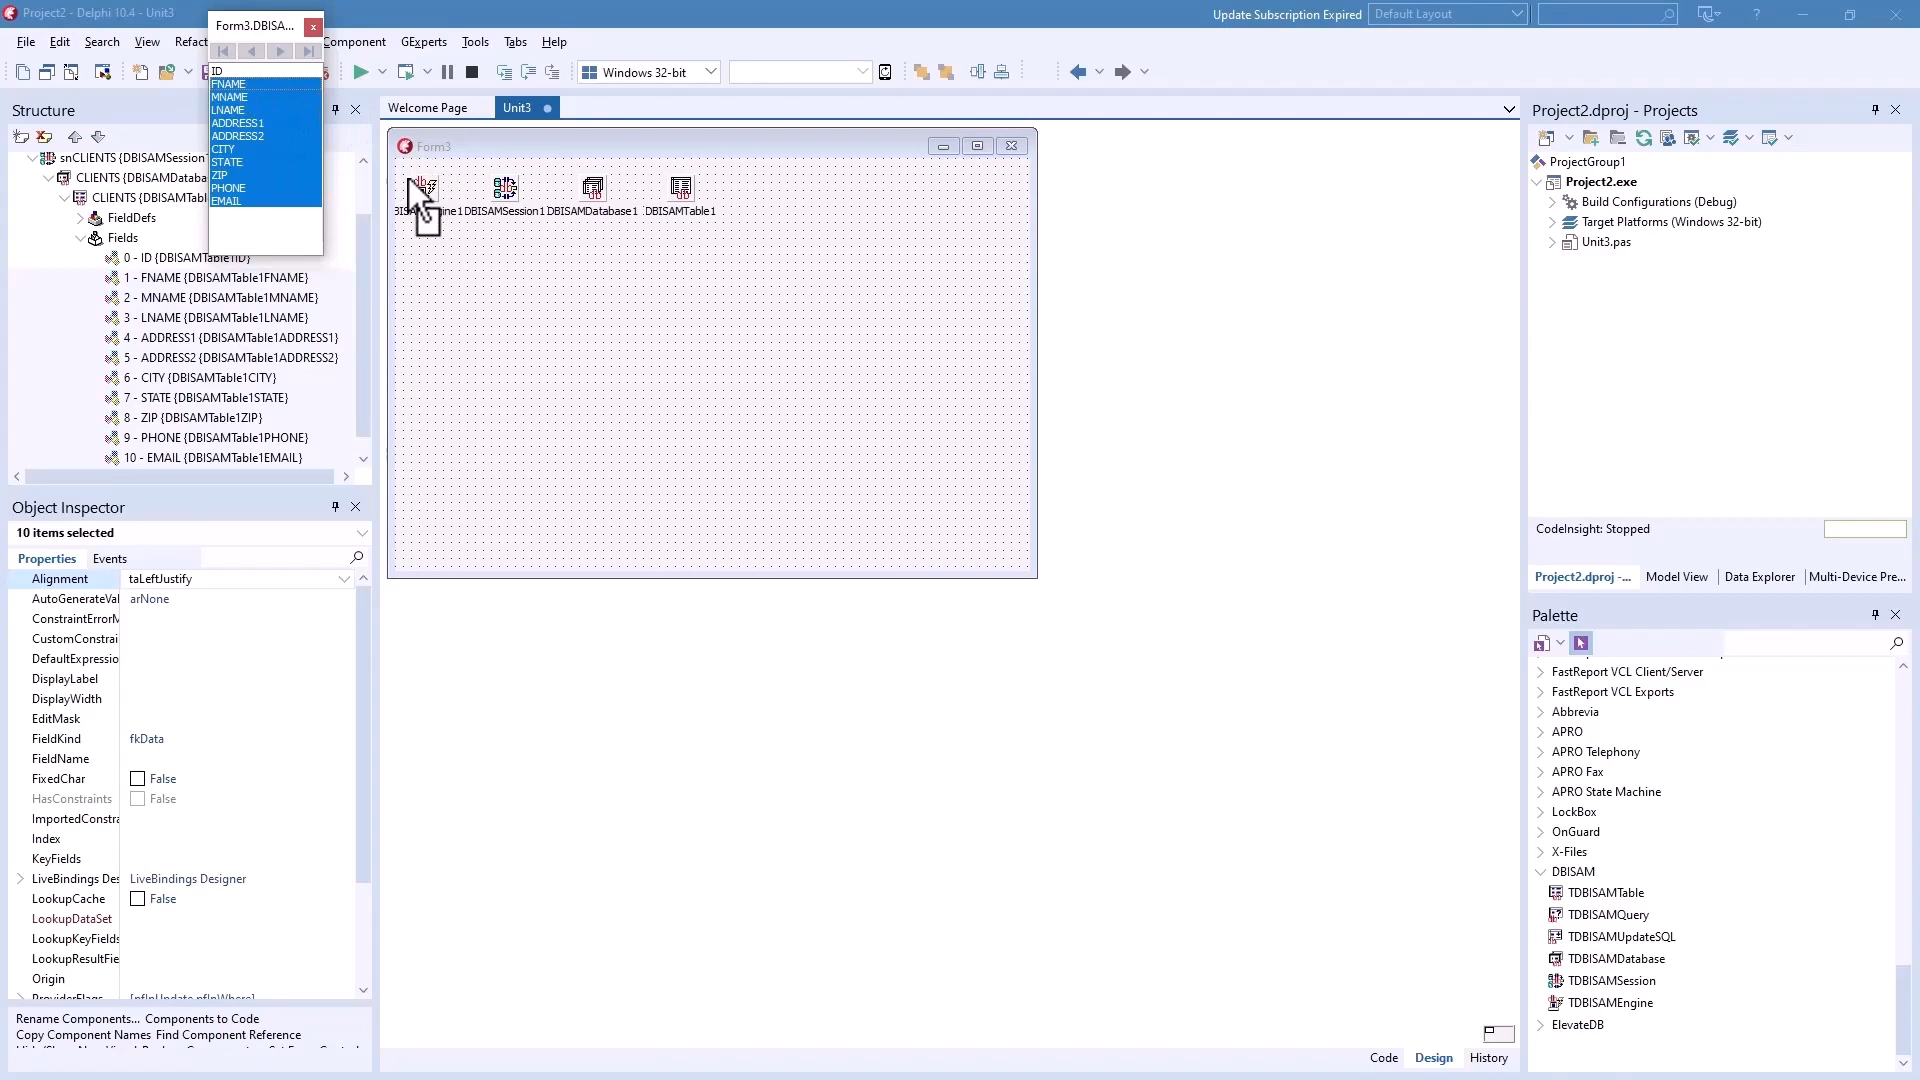 Project2 - Delphi 10.4 - Unit3
Update Subscription Expired
Default Layout
File Edit Search View Refact
Component GExperts Tools Tabs Help
Form3.DBISA...
ID
FNAME
MNAME
LNAME
ADDRESS1
ADDRESS2
CITY
STATE
ZIP
PHONE
EMAIL
Windows 32-bit
Structure
snCLIENTS {DBISAMSession1
CLIENTS {DBISAMDatabas
CLIENTS {DBISAMTabl
FieldDefs
Fields
0 - ID {DBISAMTable1ID}
1 - FNAME {DBISAMTable1FNAME}
2 - MNAME {DBISAMTable1MNAME}
3 - LNAME {DBISAMTable1LNAME}
4 - ADDRESS1 {DBISAMTable1ADDRESS1}
5 - ADDRESS2 {DBISAMTable1ADDRESS2}
6 - CITY {DBISAMTable1CITY}
7 - STATE {DBISAMTable1STATE}
8 - ZIP {DBISAMTable1ZIP}
9 - PHONE {DBISAMTable1PHONE}
10 - EMAIL {DBISAMTable1EMAIL}
Object Inspector
10 items selected
Properties Events
Alignment taLeftJustify
AutoGenerateVal arNone
ConstraintErrorM
CustomConstrai
DefaultExpressio
DisplayLabel
DisplayWidth
EditMask
FieldKind fkData
FieldName
FixedChar False
HasConstraints False
ImportedConstra
Index
KeyFields
LiveBindings Des LiveBindings Designer
LookupCache False
LookupDataSet
LookupKeyFields
LookupResultFie
Origin
ProviderFlags [pfInUpdate,pfInWhere]
Rename Components... Components to Code
Copy Component Names Find Component Reference
Welcome Page Unit3
Form3
DBISAMSession1 DBISAMDatabase1 DBISAMTable1
Code Design History
Project2.dproj - Projects
ProjectGroup1
Project2.exe
Build Configurations (Debug)
Target Platforms (Windows 32-bit)
Unit3.pas
CodeInsight: Stopped
Project2.dproj -... Model View Data Explorer Multi-Device Pre...
Palette
FastReport VCL Client/Server
FastReport VCL Exports
Abbrevia
APRO
APRO Telephony
APRO Fax
APRO State Machine
LockBox
OnGuard
X-Files
DBISAM
TDBISAMTable
TDBISAMQuery
TDBISAMUpdateSQL
TDBISAMDatabase
TDBISAMSession
TDBISAMEngine
ElevateDB